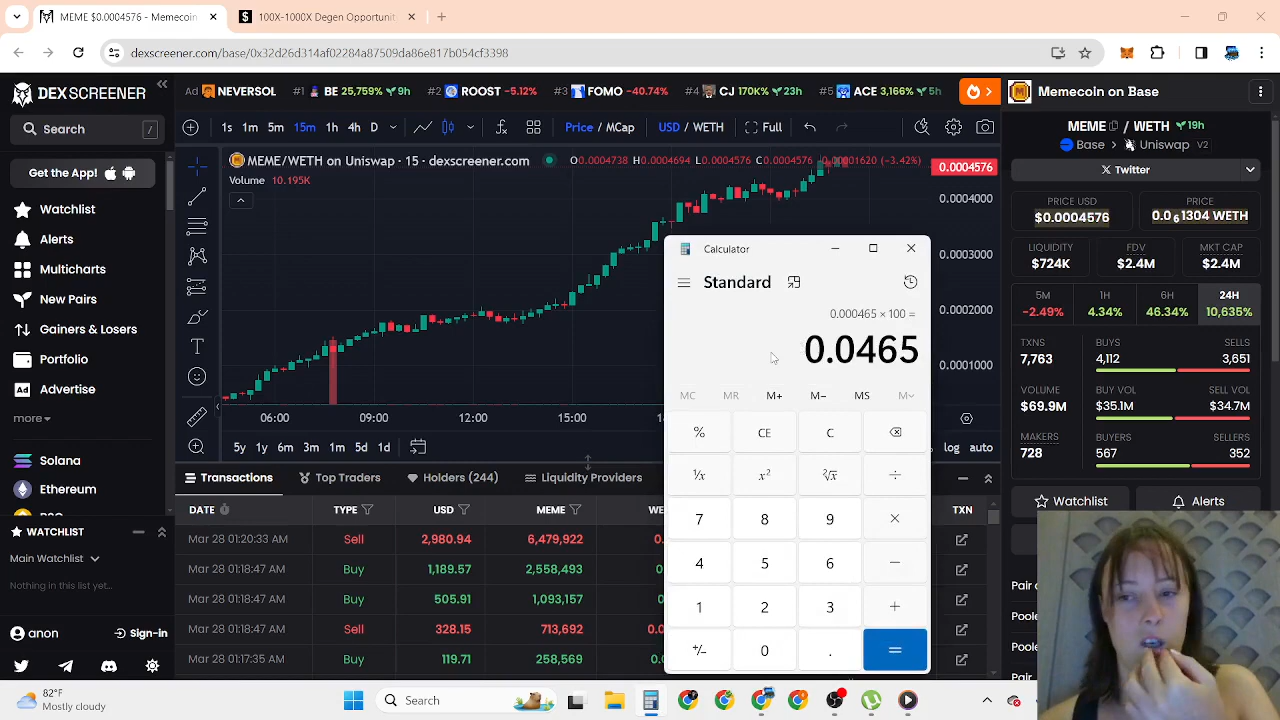 MEME $0.0004576 - Memecoin
100X-1000X Degen Opportunit
dexscreener.com/base/0x32d26d314af02284a87509da86e817b054cf3398
DEXSCREENER
Search /
Get the App!
Watchlist
Alerts
Multicharts
New Pairs
Gainers & Losers
Portfolio
Advertise
more
Solana
Ethereum
WATCHLIST
Main Watchlist
Nothing in this list yet...
anon Sign-in
Ad NEVERSOL #1 BE 25,759% 9h #2 ROOST -5.12% #3 FOMO -40.74% #4 CJ 170K% 23h #5 ACE 3,166% 5h
1s 1m 5m 15m 1h 4h D Price / MCap USD / WETH Full
MEME/WETH on Uniswap · 15 · dexscreener.com O0.0004738 H0.0004694 L0.0004576 C0.0004576 (−3.42%)
Volume 10.195K
0.0004576
0.0004000
0.0003000
0.0002000
0.0001000
06:00 09:00 12:00 15:00
5y 1y 6m 3m 1m 5d 1d log auto
Transactions Top Traders Holders (244) Liquidity Providers
DATE TYPE USD MEME TXN
Mar 28 01:20:33 AM Sell 2,980.94 6,479,922
Mar 28 01:18:47 AM Buy 1,189.57 2,558,493
Mar 28 01:18:47 AM Buy 505.91 1,093,157
Mar 28 01:18:47 AM Sell 328.15 713,692
Mar 28 01:17:35 AM Buy 119.71 258,569
Calculator
Standard
0.000465 × 100 =
0.0465
MC MR M+ M− MS M
% CE C
1/x x² ²√x ÷
7 8 9 ×
4 5 6 −
1 2 3 +
+/− 0 . =
Memecoin on Base
MEME / WETH 19h
Base > Uniswap V2
Twitter
PRICE USD
$0.0004576
PRICE
0.0₆1304 WETH
LIQUIDITY
$724K
FDV
$2.4M
MKT CAP
$2.4M
5M 1H 6H 24H
-2.49% 4.34% 46.34% 10,635%
TXNS
7,763
BUYS SELLS
4,112 3,651
VOLUME
$69.9M
BUY VOL SELL VOL
$35.1M $34.7M
MAKERS
728
BUYERS SELLERS
567 352
Watchlist Alerts
82°F
Mostly cloudy
Search